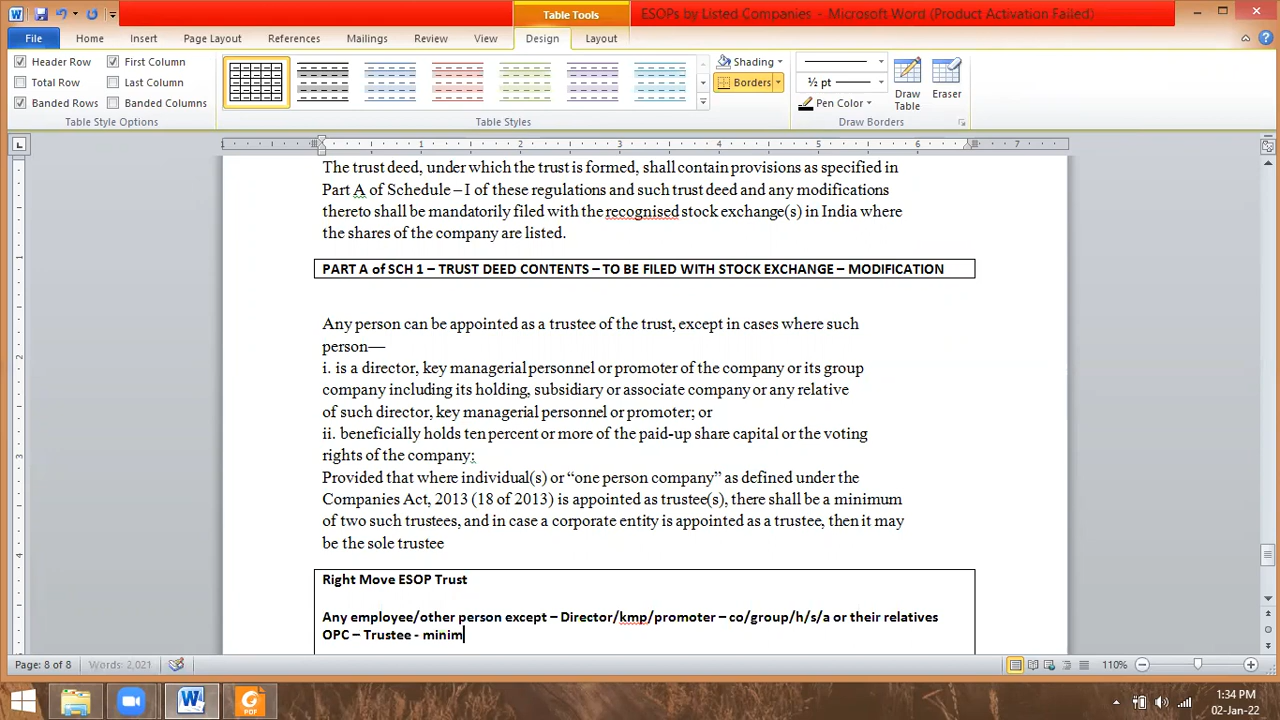 Table Tools
ESOPs by Listed Companies - Microsoft Word (Product Activation Failed)
File Home Insert Page Layout References Mailings Review View Design Layout
Header Row First Column
Total Row Last Column
Banded Rows Banded Columns
Table Style Options
Table Styles
Shading
Borders
½ pt
Pen Color
Draw Table
Eraser
Draw Borders
1 1 2 3 4 5 6 7
The trust deed, under which the trust is formed, shall contain provisions as specified in
Part A of Schedule – I of these regulations and such trust deed and any modifications
thereto shall be mandatorily filed with the recognised stock exchange(s) in India where
the shares of the company are listed.
PART A of SCH 1 – TRUST DEED CONTENTS – TO BE FILED WITH STOCK EXCHANGE – MODIFICATION
Any person can be appointed as a trustee of the trust, except in cases where such
person—
i. is a director, key managerial personnel or promoter of the company or its group
company including its holding, subsidiary or associate company or any relative
of such director, key managerial personnel or promoter; or
ii. beneficially holds ten percent or more of the paid-up share capital or the voting
rights of the company;
Provided that where individual(s) or “one person company” as defined under the
Companies Act, 2013 (18 of 2013) is appointed as trustee(s), there shall be a minimum
of two such trustees, and in case a corporate entity is appointed as a trustee, then it may
be the sole trustee
Right Move ESOP Trust
Any employee/other person except – Director/kmp/promoter – co/group/h/s/a or their relatives
OPC – Trustee - minim
Page: 8 of 8 Words: 2,021 110%
PDF
1:34 PM
02-Jan-22